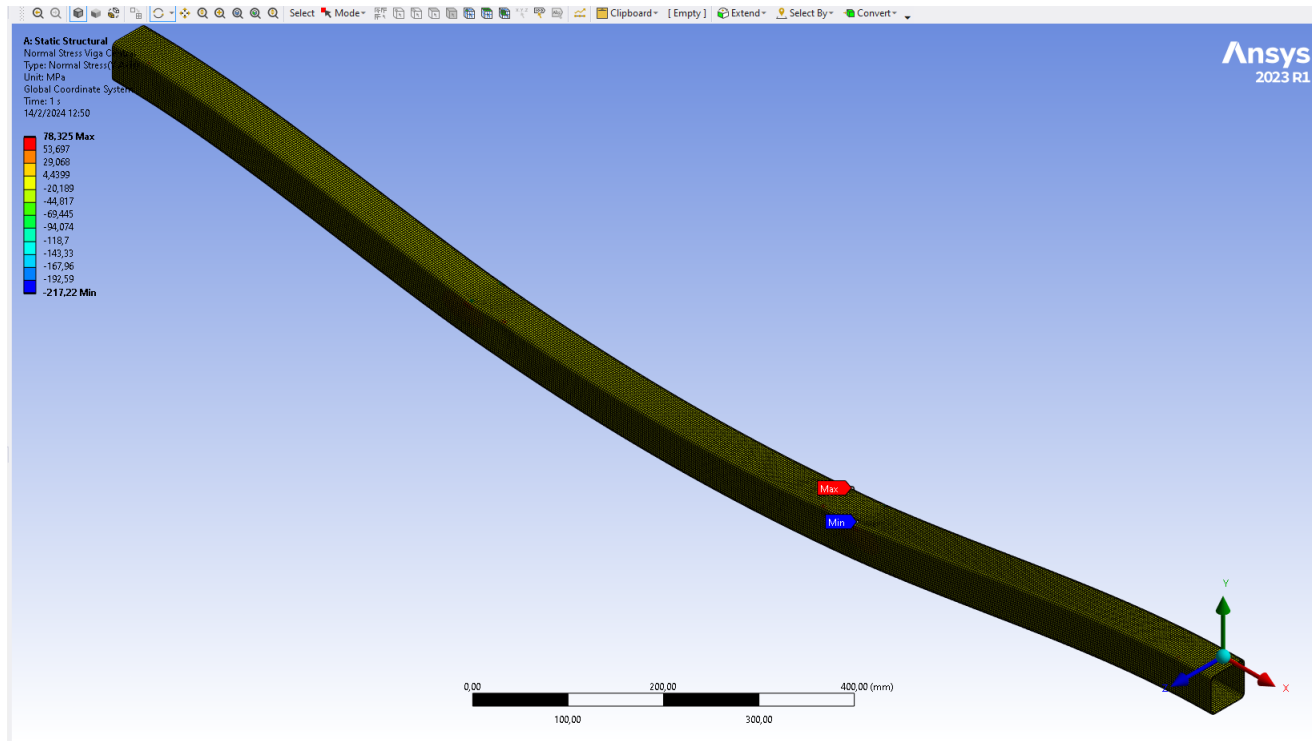 Select Mode Clipboard [ Empty ] Extend Select By Convert
A: Static Structural
Normal Stress Viga
Type: Normal Stress(
Unit: MPa
Global Coordinate System
Time: 1 s
14/2/2024 12:50
Ansys
2023 R1
78,325 Max
53,697
29,068
4,4399
-20,189
-44,817
-69,445
-94,074
-118,7
-143,33
-167,96
-192,59
-217,22 Min
Max
Min
Y
X
Z
0,00 200,00 400,00 (mm)
100,00 300,00